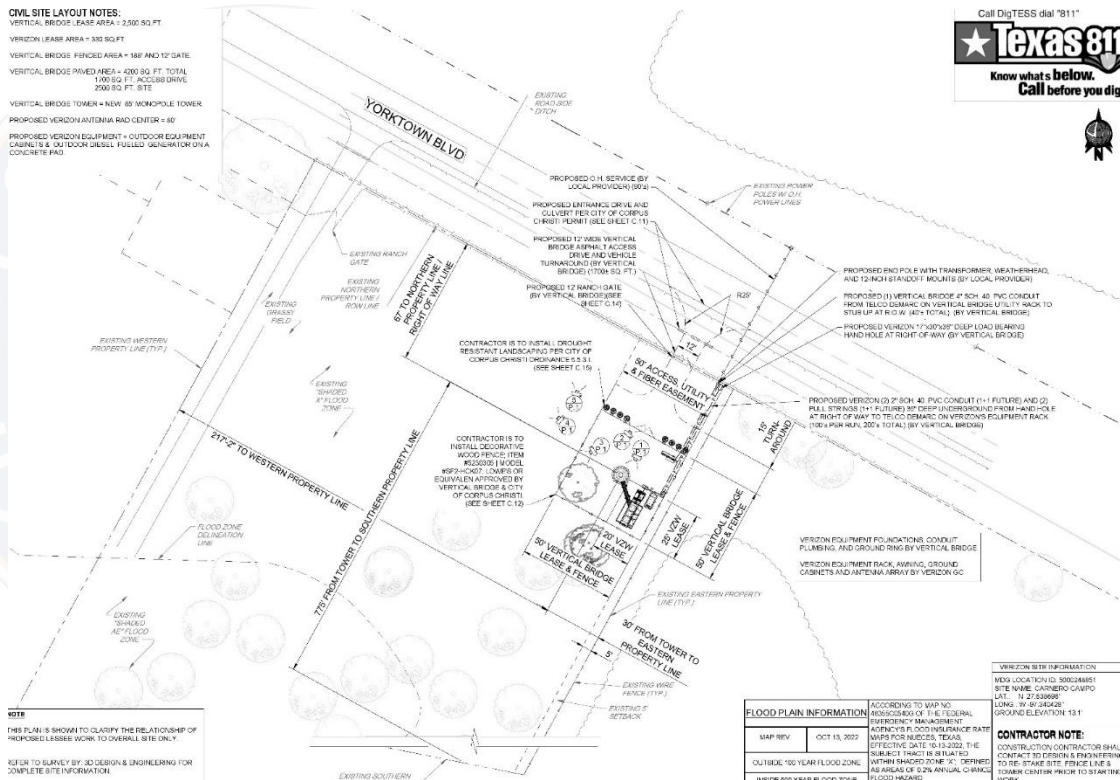 CIVIL SITE LAYOUT NOTES:
VERTICAL BRIDGE LEASE AREA = 2,500 SQ.FT.
VERIZON LEASE AREA = 330 SQ.FT
VERTICAL BRIDGE FENCED AREA = 188' AND 12' GATE.
VERTICAL BRIDGE PAVED AREA = 4200 SQ. FT. TOTAL
1700 SQ. FT. ACCESS DRIVE
2500 SQ. FT. SITE
VERTICAL BRIDGE TOWER = NEW 85' MONOPOLE TOWER.
PROPOSED VERIZON ANTENNA RAD CENTER = 80'
PROPOSED VERIZON EQUIPMENT = OUTDOOR EQUIPMENT
CABINETS & OUTDOOR DIESEL FUELED GENERATOR ON A
CONCRETE PAD.
Call DigTESS dial "811"
Texas 811
Know what's below.
Call before you dig
N
YORKTOWN BLVD
EXISTING
ROAD SIDE
DITCH
PROPOSED O.H. SERVICE (BY
LOCAL PROVIDER) (90'±)
EXISTING POWER
POLES W/ O.H.
POWER LINES
PROPOSED ENTRANCE DRIVE AND
CULVERT PER CITY OF CORPUS
CHRISTI PERMIT (SEE SHEET C.11)
PROPOSED 12' WIDE VERTICAL
BRIDGE ASPHALT ACCESS
DRIVE AND VEHICLE
TURNAROUND (BY VERTICAL
BRIDGE) (1700± SQ. FT.)
PROPOSED 12' RANCH GATE
(BY VERTICAL BRIDGE)(SEE
SHEET C.14)
R25'
12'
PROPOSED END POLE WITH TRANSFORMER, WEATHERHEAD,
AND 12-INCH STANDOFF MOUNTS (BY LOCAL PROVIDER)
PROPOSED (1) VERTICAL BRIDGE 4" SCH. 40 PVC CONDUIT
FROM TELCO DEMARC ON VERTICAL BRIDGE UTILITY RACK TO
STUB UP AT R.O.W. (40'± TOTAL) (BY VERTICAL BRIDGE)
PROPOSED VERIZON 17"x30"x36" DEEP LOAD BEARING
HAND HOLE AT RIGHT-OF-WAY (BY VERTICAL BRIDGE)
PROPOSED VERIZON (2) 2" SCH. 40 PVC CONDUIT (1+1 FUTURE) AND (2)
PULL STRINGS (1+1 FUTURE) 36" DEEP UNDERGROUND FROM HAND HOLE
AT RIGHT OF WAY TO TELCO DEMARC ON VERIZON'S EQUIPMENT RACK
(100'± PER RUN, 200'± TOTAL) (BY VERTICAL BRIDGE)
EXISTING RANCH
GATE
EXISTING
NORTHERN
PROPERTY LINE /
ROW LINE
67' TO NORTHERN
PROPERTY LINE /
RIGHT OF WAY LINE
EXISTING
GRASSY
FIELD
EXISTING WESTERN
PROPERTY LINE (TYP.)
EXISTING
"SHADED
X" FLOOD
ZONE
CONTRACTOR IS TO INSTALL DROUGHT
RESISTANT LANDSCAPING PER CITY OF
CORPUS CHRISTI ORDINANCE 6.5.3.I.
(SEE SHEET C.15)
50' ACCESS, UTILITY
& FIBER EASEMENT
15'
TURN-
AROUND
CONTRACTOR IS TO
INSTALL DECORATIVE
WOOD FENCE; ITEM
#5250305 | MODEL
#SP2-HCK07; LOWE'S OR
EQUIVALEN APPROVED BY
VERTICAL BRIDGE & CITY
OF CORPUS CHRISTI.
(SEE SHEET C.12)
217'-2" TO WESTERN PROPERTY LINE
775' FROM TOWER TO SOUTHERN PROPERTY LINE
20' VZW
LEASE
20' VZW
LEASE
50' VERTICAL BRIDGE
LEASE & FENCE
50' VERTICAL BRIDGE
LEASE & FENCE
VERIZON EQUIPMENT FOUNDATIONS, CONDUIT
PLUMBING, AND GROUND RING BY VERTICAL BRIDGE
VERIZON EQUIPMENT RACK, AWNING, GROUND
CABINETS AND ANTENNA ARRAY BY VERIZON GC
FLOOD ZONE
DELINEATION
LINE
EXISTING
"SHADED
AE" FLOOD
ZONE
EXISTING EASTERN PROPERTY
LINE (TYP.)
30' FROM TOWER TO
EASTERN
PROPERTY LINE
5'
EXISTING WIRE
FENCE (TYP.)
EXISTING 5'
SETBACK
EXISTING SOUTHERN
NOTE
THIS PLAN IS SHOWN TO CLARIFY THE RELATIONSHIP OF
PROPOSED LESSEE WORK TO OVERALL SITE ONLY.
REFER TO SURVEY BY: 3D DESIGN & ENGINEERING FOR
COMPLETE SITE INFORMATION.
FLOOD PLAIN INFORMATION
MAP REV. OCT 13, 2022
OUTSIDE 100 YEAR FLOOD ZONE
INSIDE 500 YEAR FLOOD ZONE
ACCORDING TO MAP NO.
48355C0540G OF THE FEDERAL
EMERGENCY MANAGEMENT
AGENCY'S FLOOD INSURANCE RATE
MAPS FOR NUECES, TEXAS,
EFFECTIVE DATE 10-13-2022, THE
SUBJECT TRACT IS SITUATED
WITHIN SHADED ZONE 'X', DEFINED
AS AREAS OF 0.2% ANNUAL CHANCE
FLOOD HAZARD
VERIZON SITE INFORMATION
MDG LOCATION ID: 5000244851
SITE NAME: CARNERO CAMPO
GROUND ELEVATION: 13.1'
CONTRACTOR NOTE:
CONSTRUCTION CONTRACTOR SHALL
CONTACT 3D DESIGN & ENGINEERING
TO RE- STAKE SITE, FENCE LINE &
TOWER CENTER PRIOR TO STARTING
WORK.